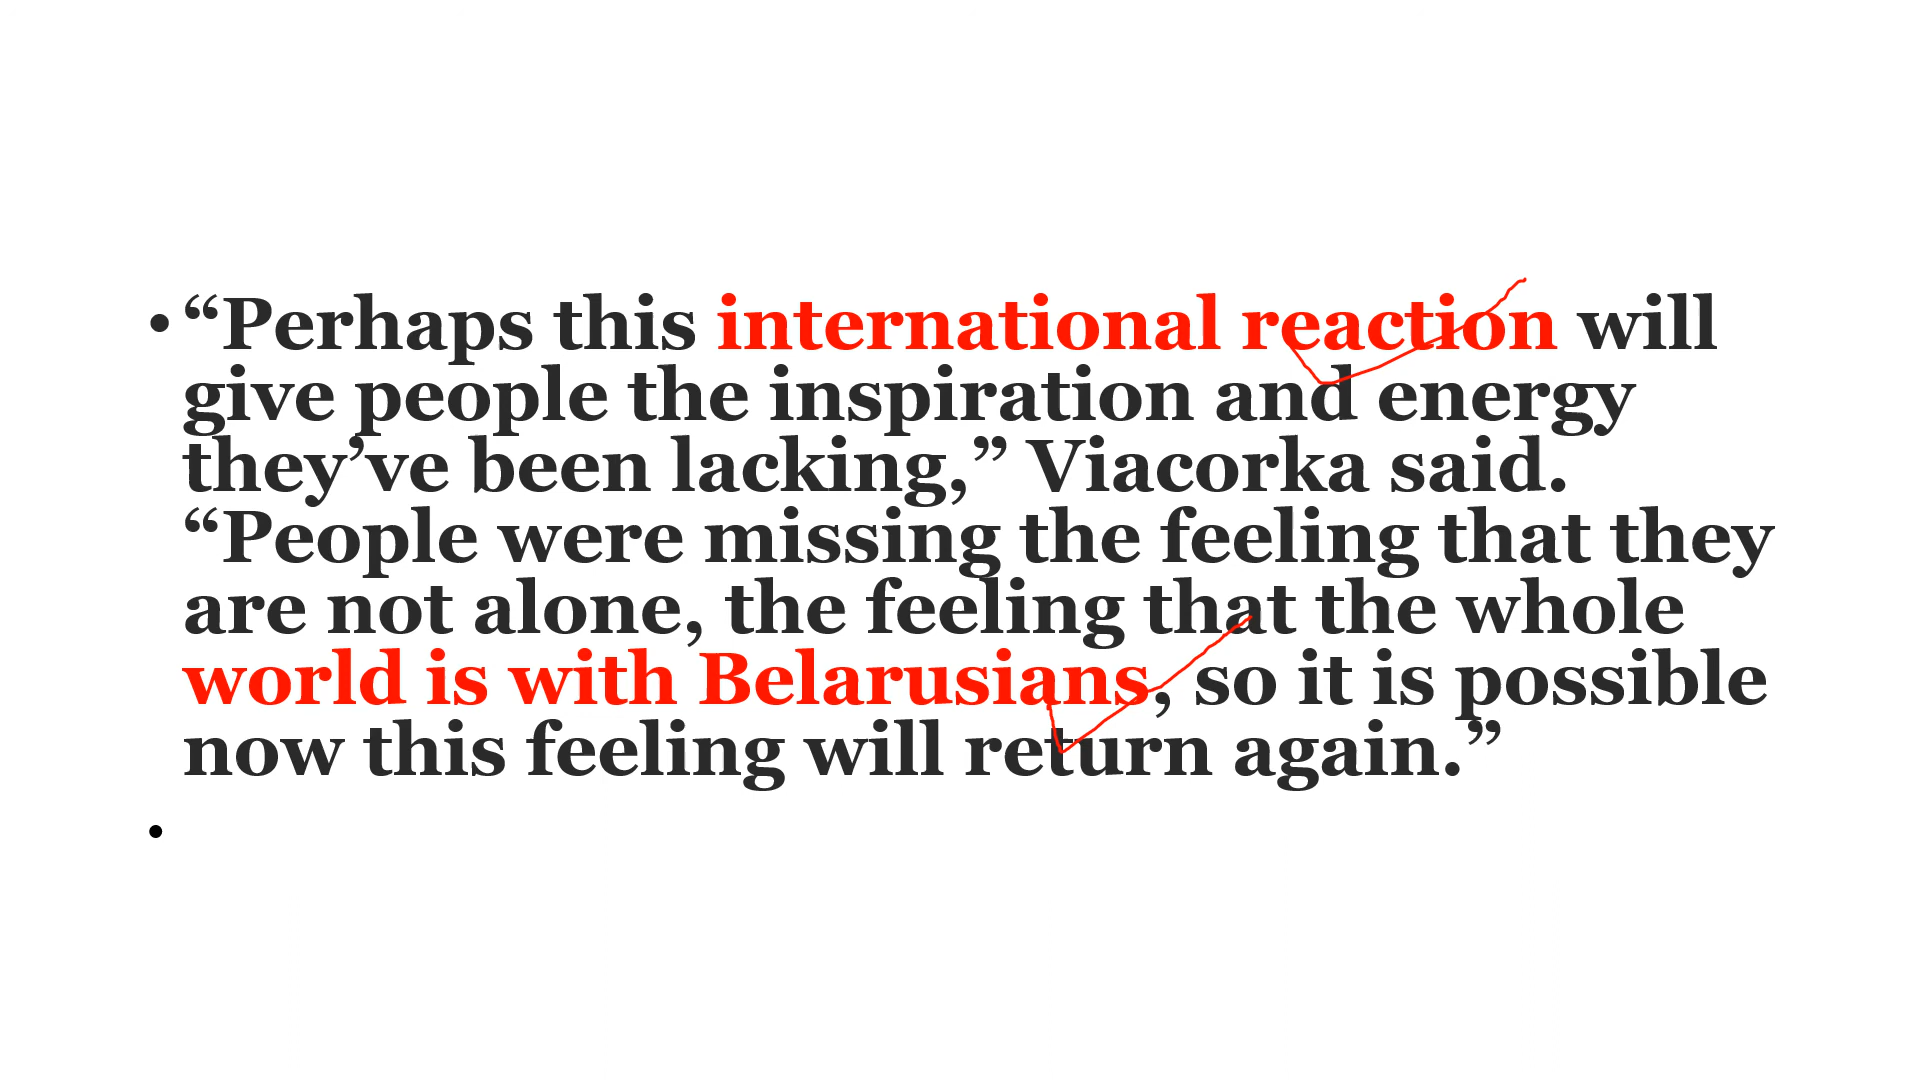 • “Perhaps this international reaction will
give people the inspiration and energy
they’ve been lacking,” Viacorka said.
“People were missing the feeling that they
are not alone, the feeling that the whole
world is with Belarusians, so it is possible
now this feeling will return again.”
•